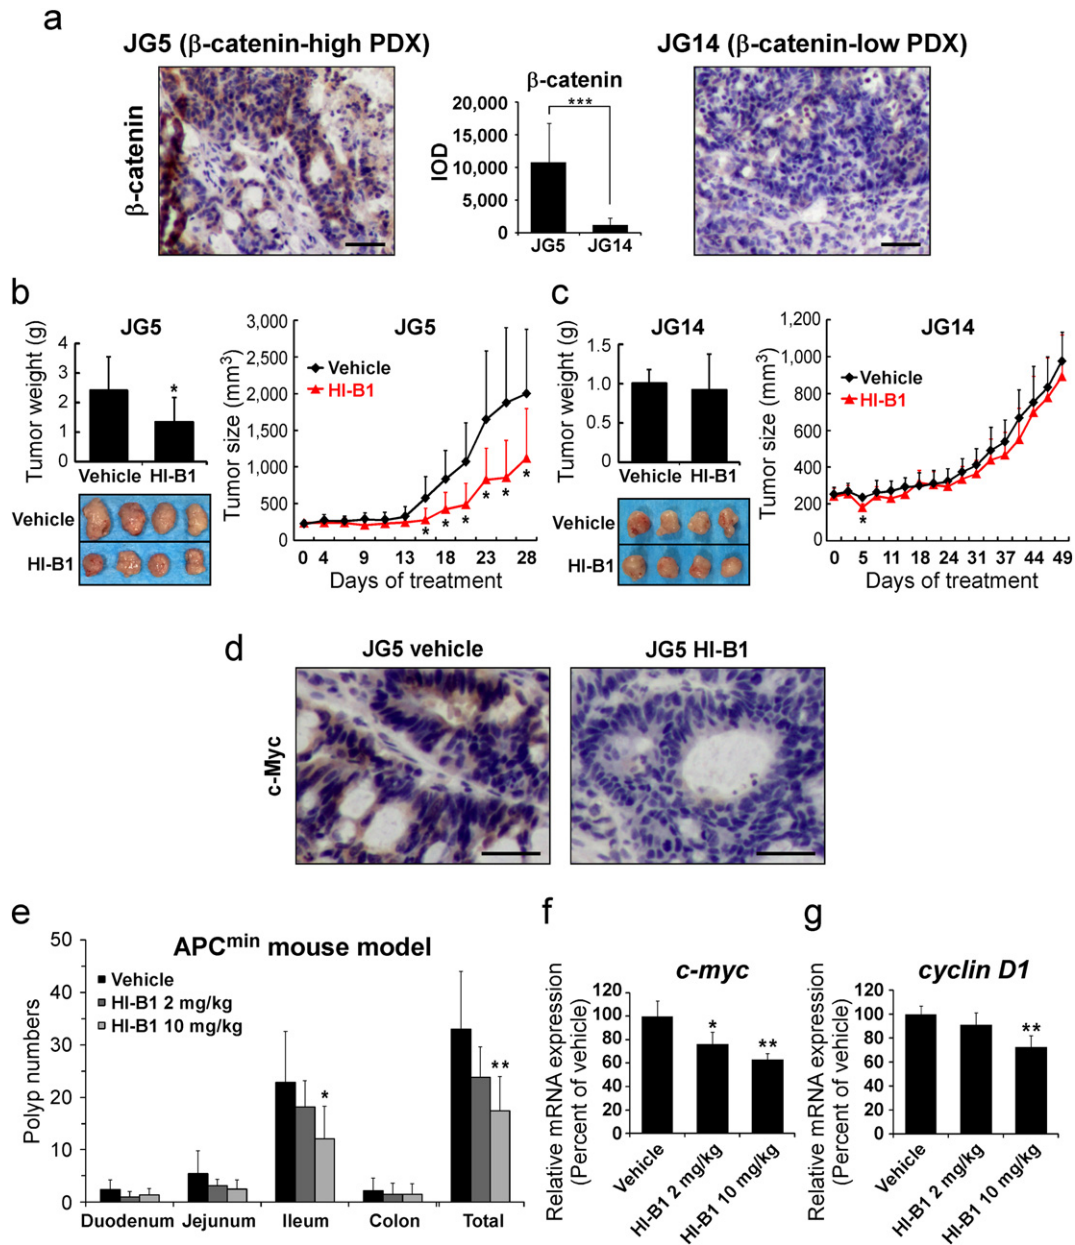 a
JG5 (β-catenin-high PDX)
JG14 (β-catenin-low PDX)
β-catenin
β-catenin
***
IOD
20,000
15,000
10,000
5,000
0
JG5 JG14
b
JG5
Tumor weight (g)
4
3
2
1
0
*
Vehicle HI-B1
Vehicle
HI-B1
JG5
Tumor size (mm³)
3,000
2,500
2,000
1,500
1,000
500
0
Vehicle
HI-B1
* * * * * *
0 4 9 13 18 23 28
Days of treatment
c
JG14
Tumor weight (g)
1.5
1.0
0.5
0
Vehicle HI-B1
Vehicle
HI-B1
JG14
Tumor size (mm³)
1,200
1,000
800
600
400
200
0
Vehicle
HI-B1
*
0 5 11 18 24 30 37 44 49
Days of treatment
d
JG5 vehicle
JG5 HI-B1
c-Myc
e
APCmin mouse model
Polyp numbers
50
40
30
20
10
0
Vehicle
HI-B1 2 mg/kg
HI-B1 10 mg/kg
*
**
Duodenum Jejunum Ileum Colon Total
f
c-myc
Relative mRNA expression
(Percent of vehicle)
120
100
80
60
40
20
0
*
**
Vehicle
HI-B1 2 mg/kg
HI-B1 10 mg/kg
g
cyclin D1
Relative mRNA expression
(Percent of vehicle)
120
100
80
60
40
20
0
**
Vehicle
HI-B1 2 mg/kg
HI-B1 10 mg/kg